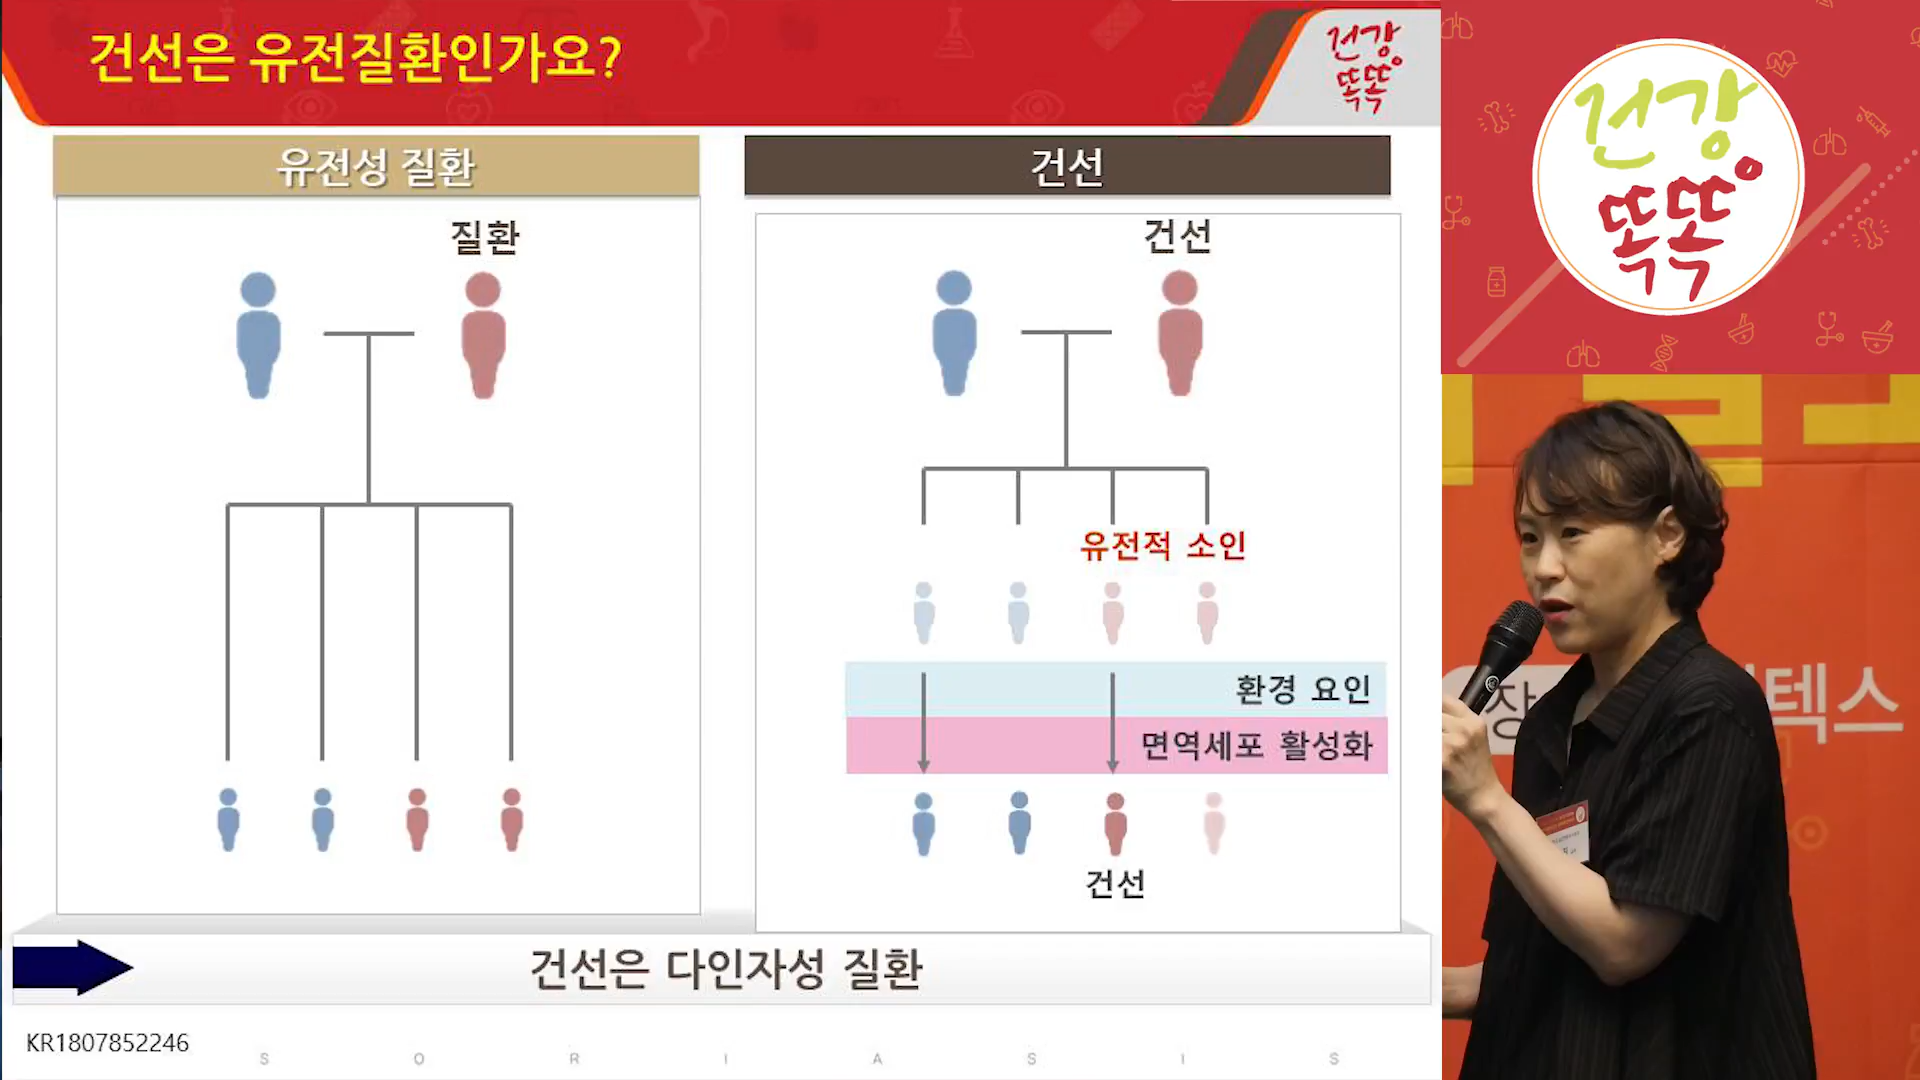 건선은 유전질환인가요?
건강
똑똑
유전성 질환
질환
건선
건선
유전적 소인
환경 요인
면역세포 활성화
건선
건선은 다인자성 질환
KR1807852246
S O R I A S I S
건강
똑똑
장
텍스